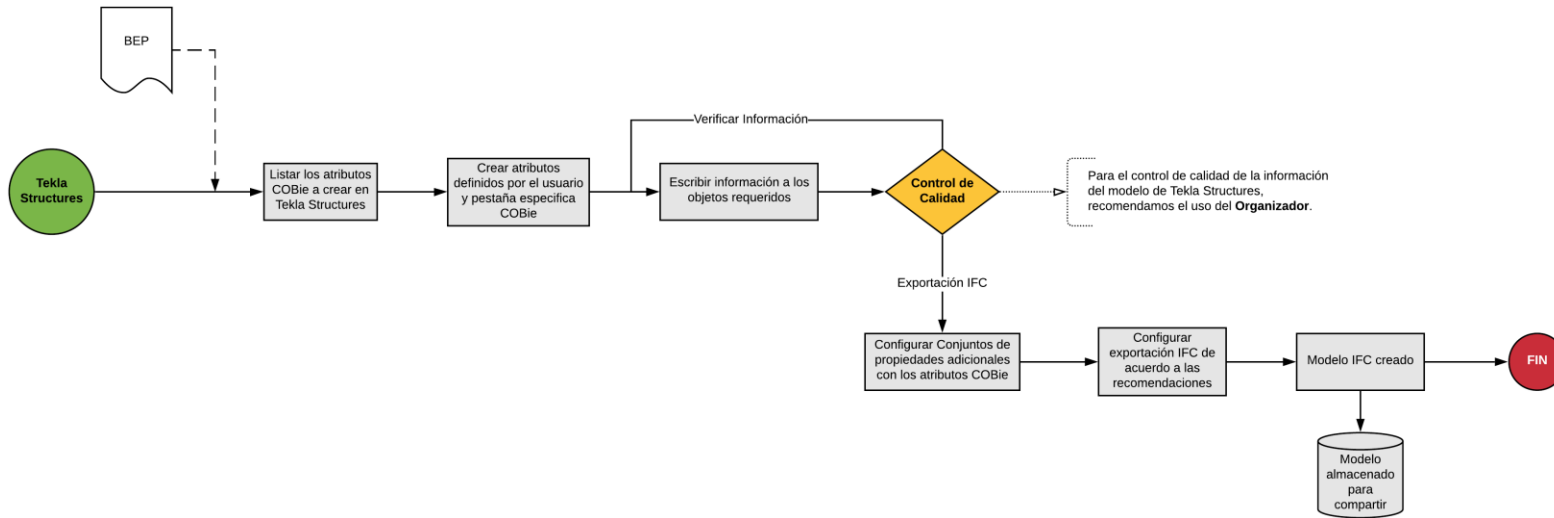 BEP
Verificar Información
Tekla
Structures
Listar los atributos
COBie a crear en
Tekla Structures
Crear atributos
definidos por el usuario
y pestaña especifica
COBie
Escribir información a los
objetos requeridos
Control de
Calidad
Para el control de calidad de la información
del modelo de Tekla Structures,
recomendamos el uso del Organizador.
Exportación IFC
Configurar Conjuntos de
propiedades adicionales
con los atributos COBie
Configurar
exportación IFC de
acuerdo a las
recomendaciones
Modelo IFC creado
FIN
Modelo
almacenado
para
compartir